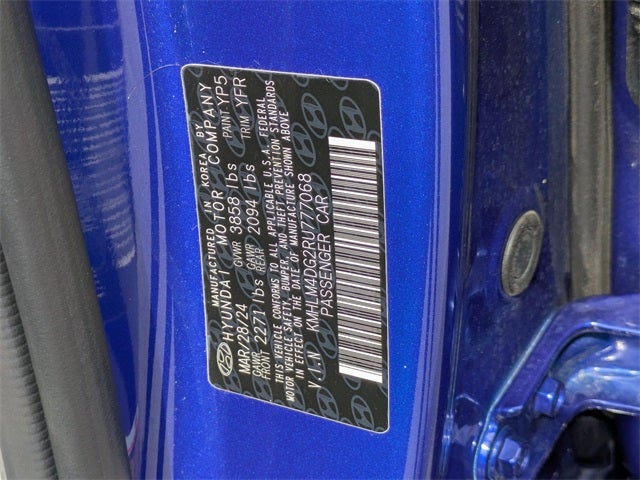 MANUFACTURED IN KOREA BY
HYUNDAI MOTOR COMPANY
MAR/28/24 GVWR 3858 lbs PAINT YP5
GAWR FRONT 2271 lbs GAWR REAR 2094 lbs TRIM YFR
THIS VEHICLE CONFORMS TO ALL APPLICABLE U.S.A. FEDERAL
MOTOR VEHICLE SAFETY, BUMPER, AND THEFT PREVENTION STANDARDS
IN EFFECT ON THE DATE OF MANUFACTURE SHOWN ABOVE
V.I.N KMHLM4DG2RU777068
PASSENGER CAR